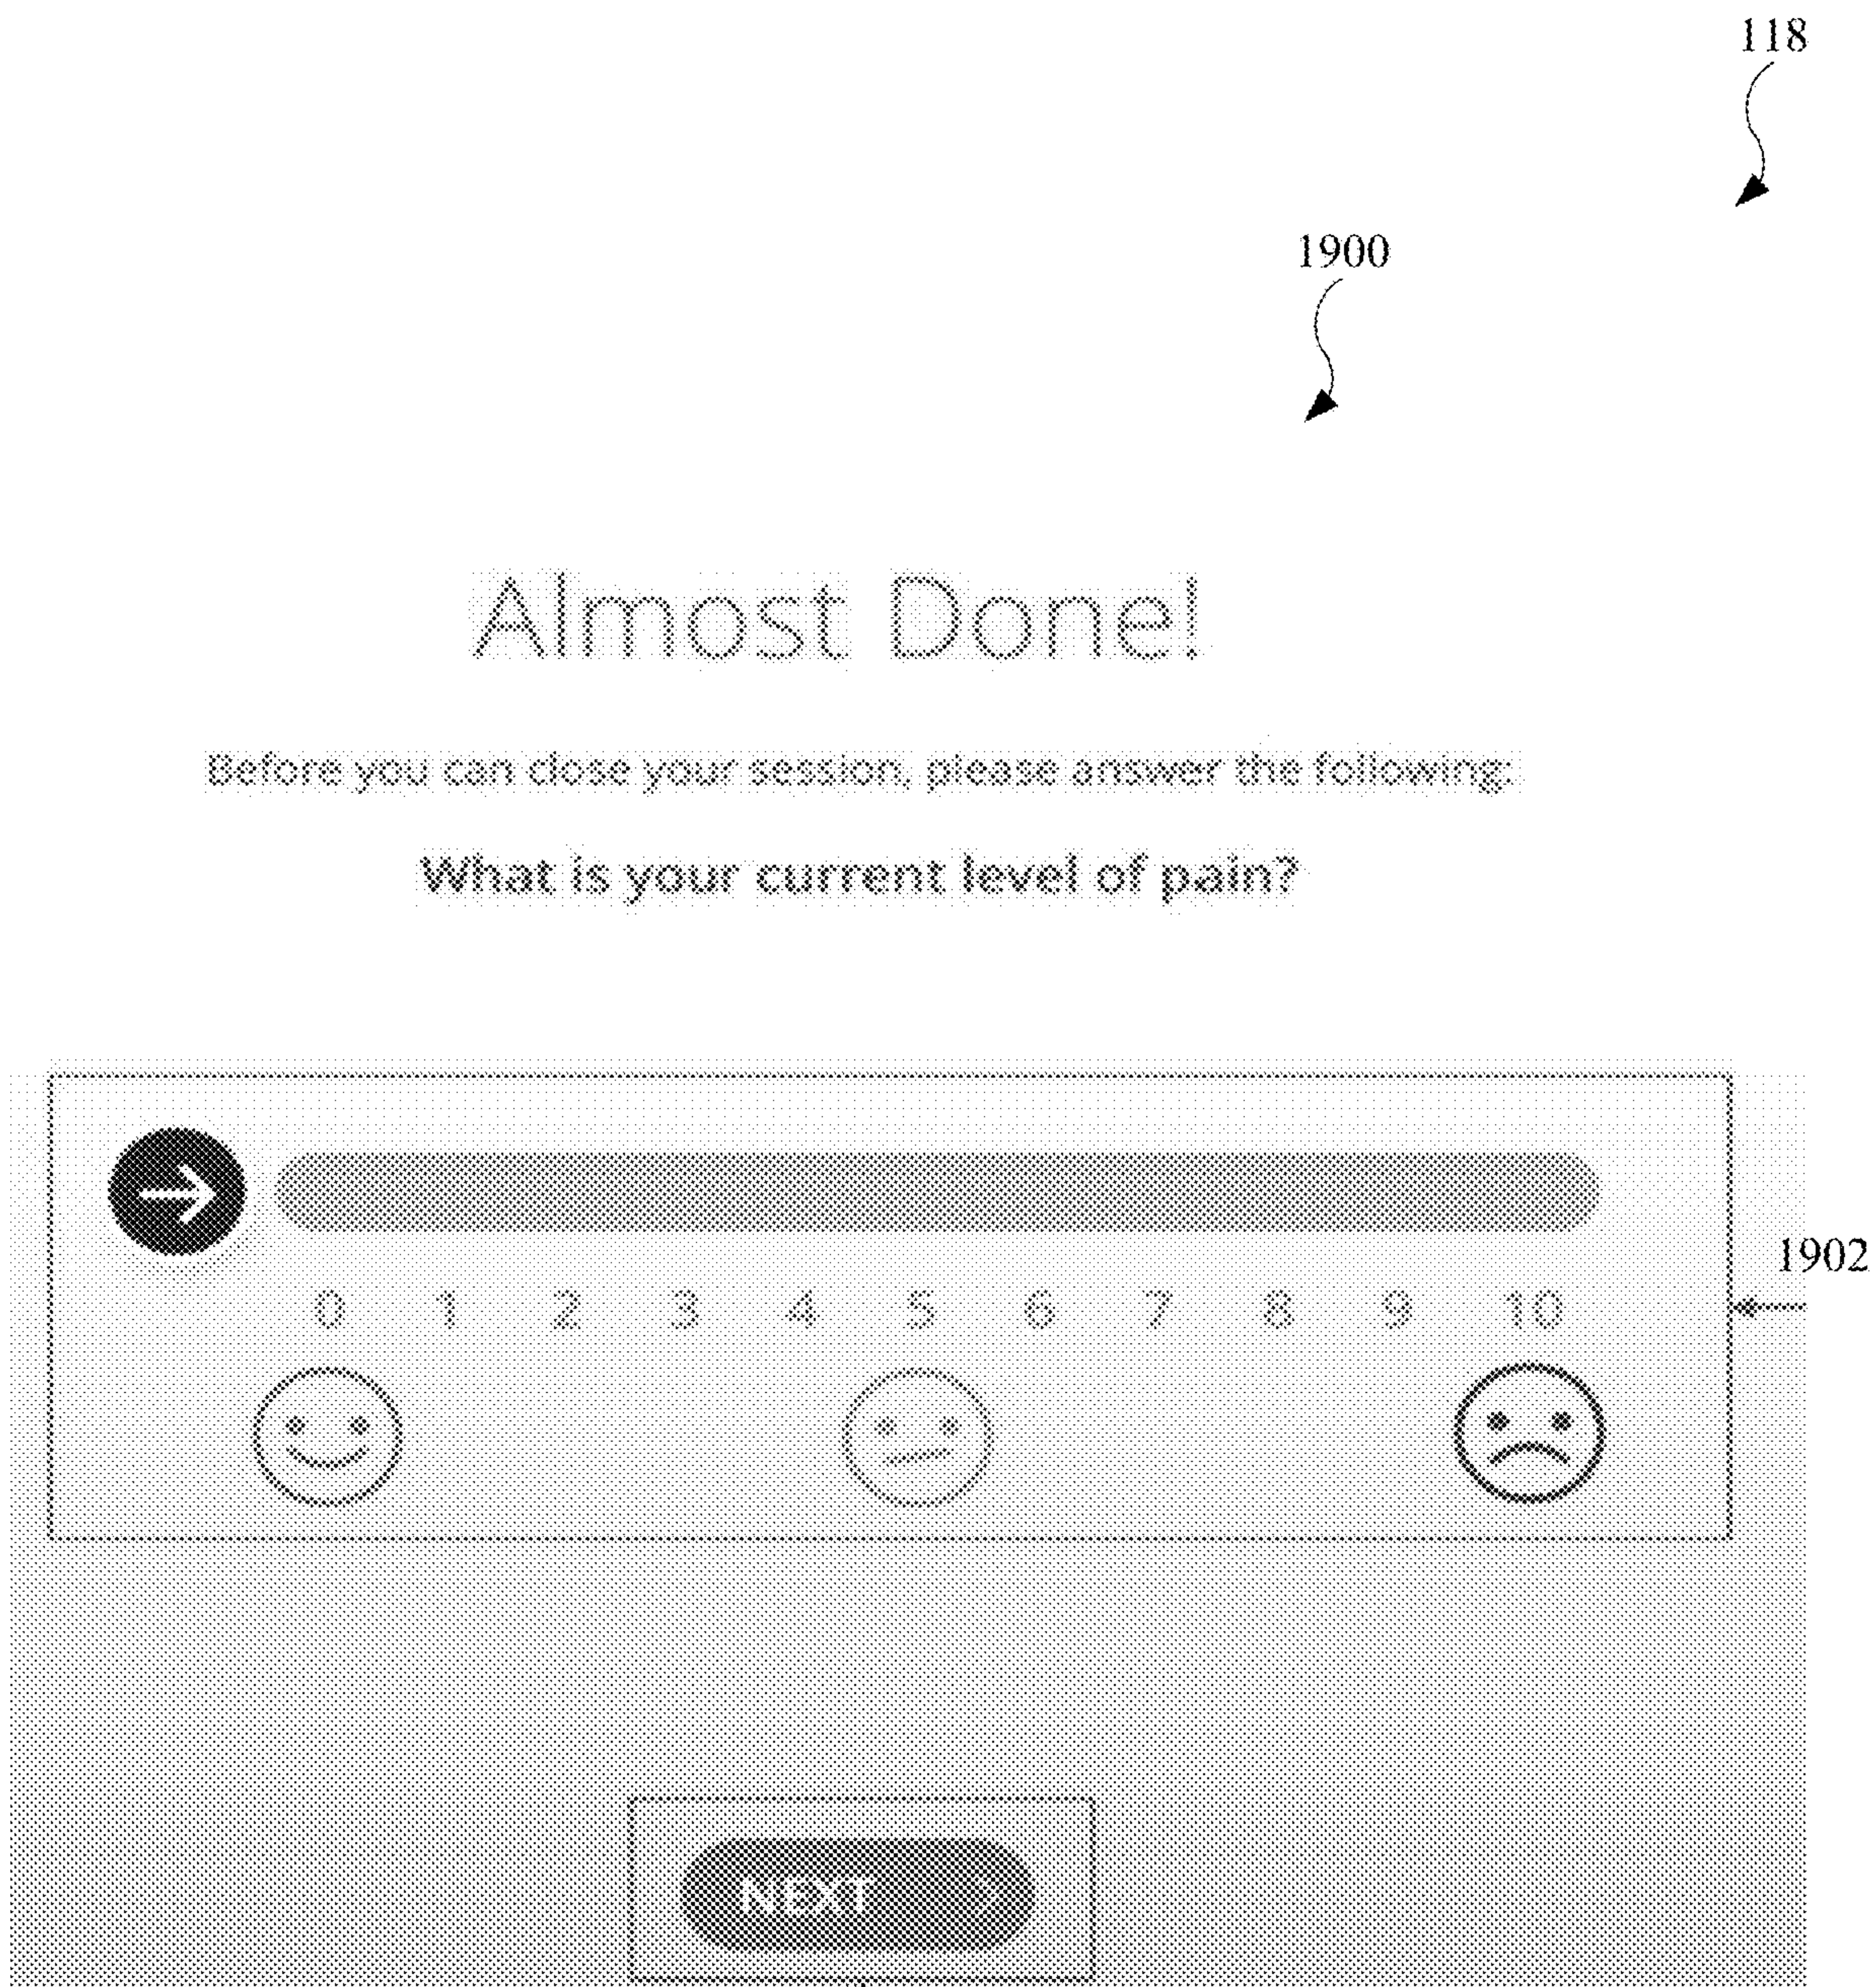 118
1900
Almost Done!
Before you can close your session, please answer the following:
What is your current level of pain?
1902
0 1 2 3 4 5 6 7 8 9 10
NEXT